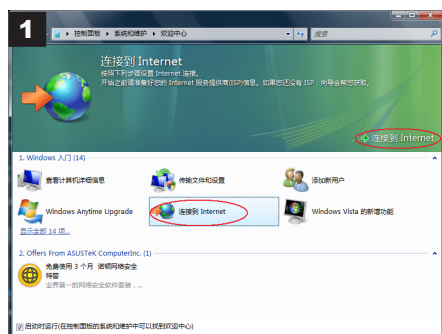 1
控制面板 ▸ 系统和维护 ▸ 欢迎中心
搜索
连接到 Internet
按照下列步骤设置 Internet 连接。
开始之前请准备好您的 Internet 服务提供商(ISP)信息。如果您还没有 ISP，向导会帮您获取。
连接到 Internet
1. Windows 入门 (14)
查看计算机详细信息
传输文件和设置
添加新用户
Windows Anytime Upgrade
连接到 Internet
Windows Vista 的新增功能
显示全部 14 项...
2. Offers From ASUSTeK ComputerInc. (1)
免费使用 3 个月 诺顿网络安全
特警
业界第一的网络安全软件套装，...
启动时运行(在控制面板的系统和维护中可以找到欢迎中心)